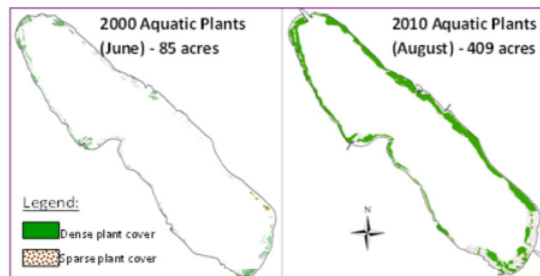 2000 Aquatic Plants
(June) - 85 acres
2010 Aquatic Plants
(August) - 409 acres
Legend:
Dense plant cover
Sparse plant cover
N